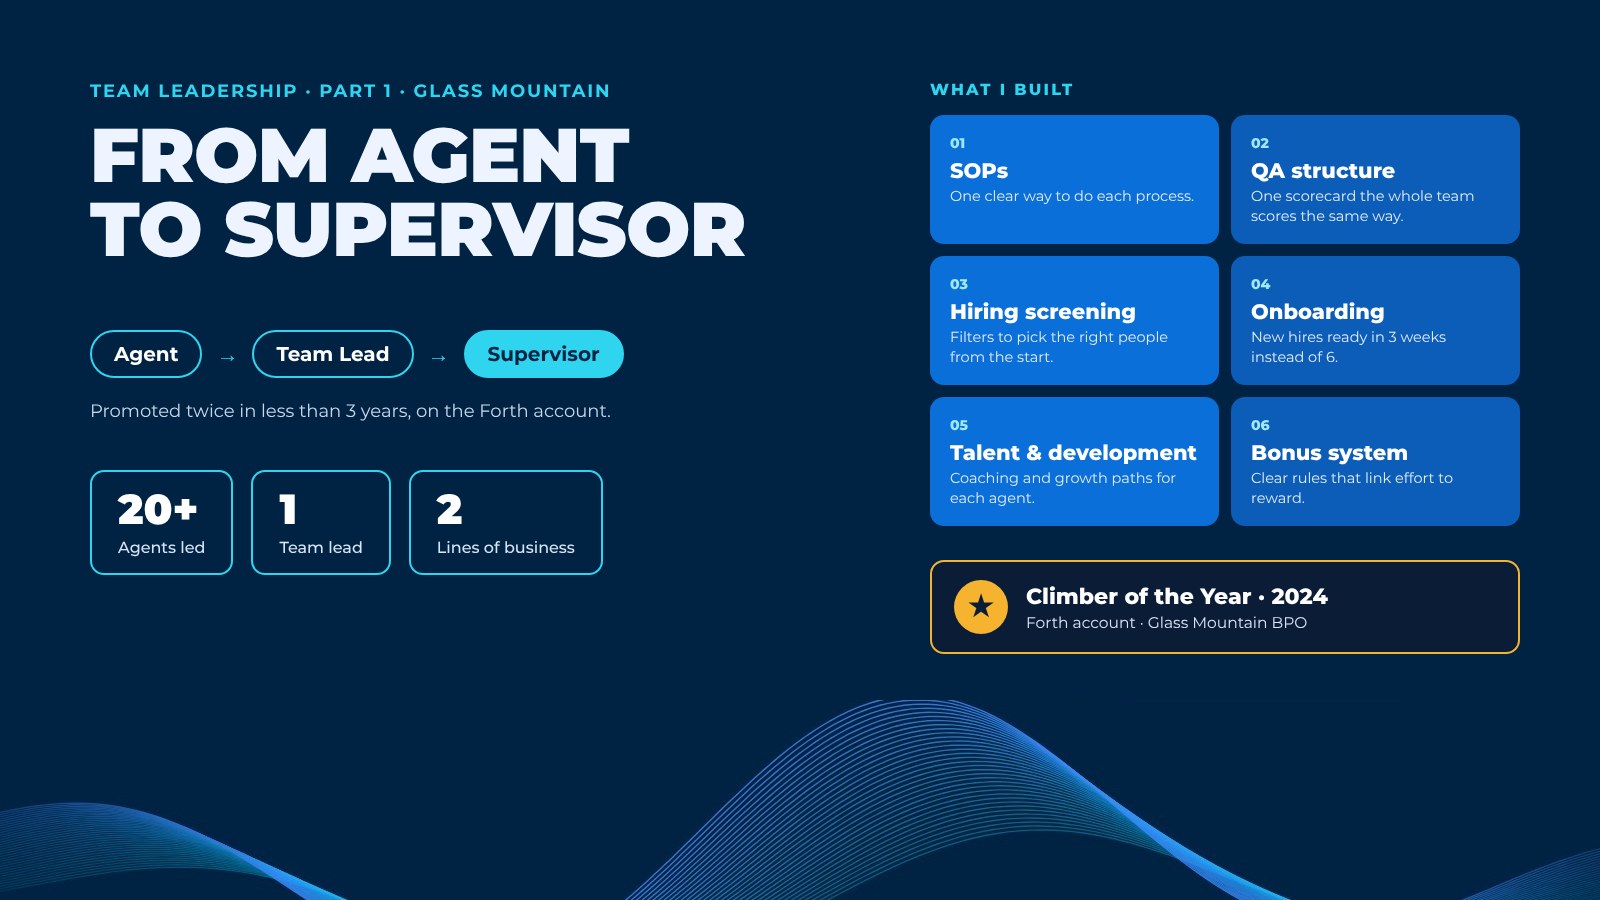 TEAM LEADERSHIP · PART 1 · GLASS MOUNTAIN
FROM AGENT
TO SUPERVISOR
Agent → Team Lead → Supervisor
Promoted twice in less than 3 years, on the Forth account.
20+
Agents led
1
Team lead
2
Lines of business
WHAT I BUILT
01
SOPs
One clear way to do each process.
02
QA structure
One scorecard the whole team
scores the same way.
03
Hiring screening
Filters to pick the right people
from the start.
04
Onboarding
New hires ready in 3 weeks
instead of 6.
05
Talent & development
Coaching and growth paths for
each agent.
06
Bonus system
Clear rules that link effort to
reward.
Climber of the Year · 2024
Forth account · Glass Mountain BPO